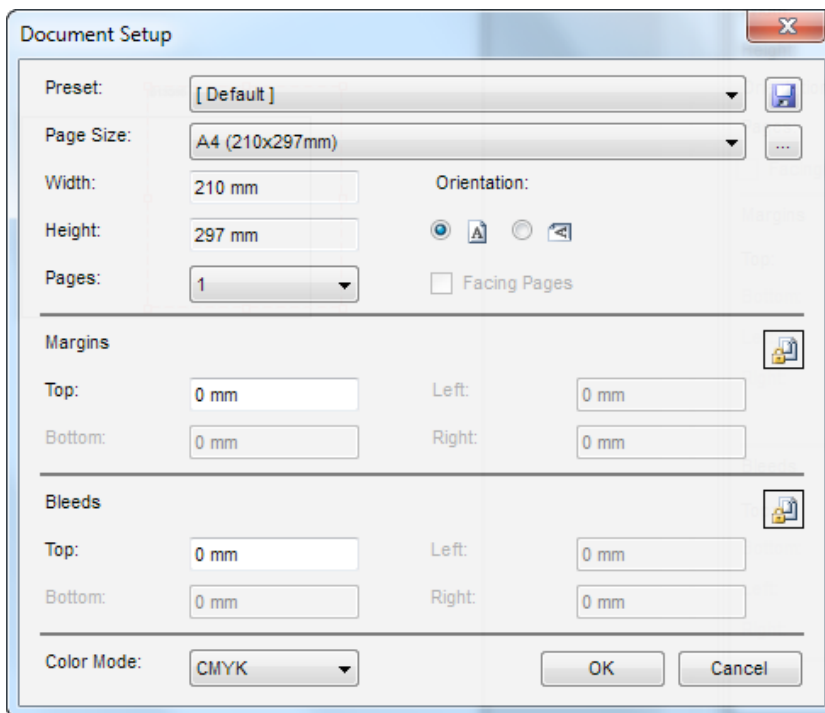 Document Setup
Preset: [ Default ]
Page Size: A4 (210x297mm) ...
Width: 210 mm Orientation:
Height: 297 mm A A
Pages: 1 Facing Pages
Margins
Top: 0 mm Left: 0 mm
Bottom: 0 mm Right: 0 mm
Bleeds
Top: 0 mm Left: 0 mm
Bottom: 0 mm Right: 0 mm
Color Mode: CMYK OK Cancel